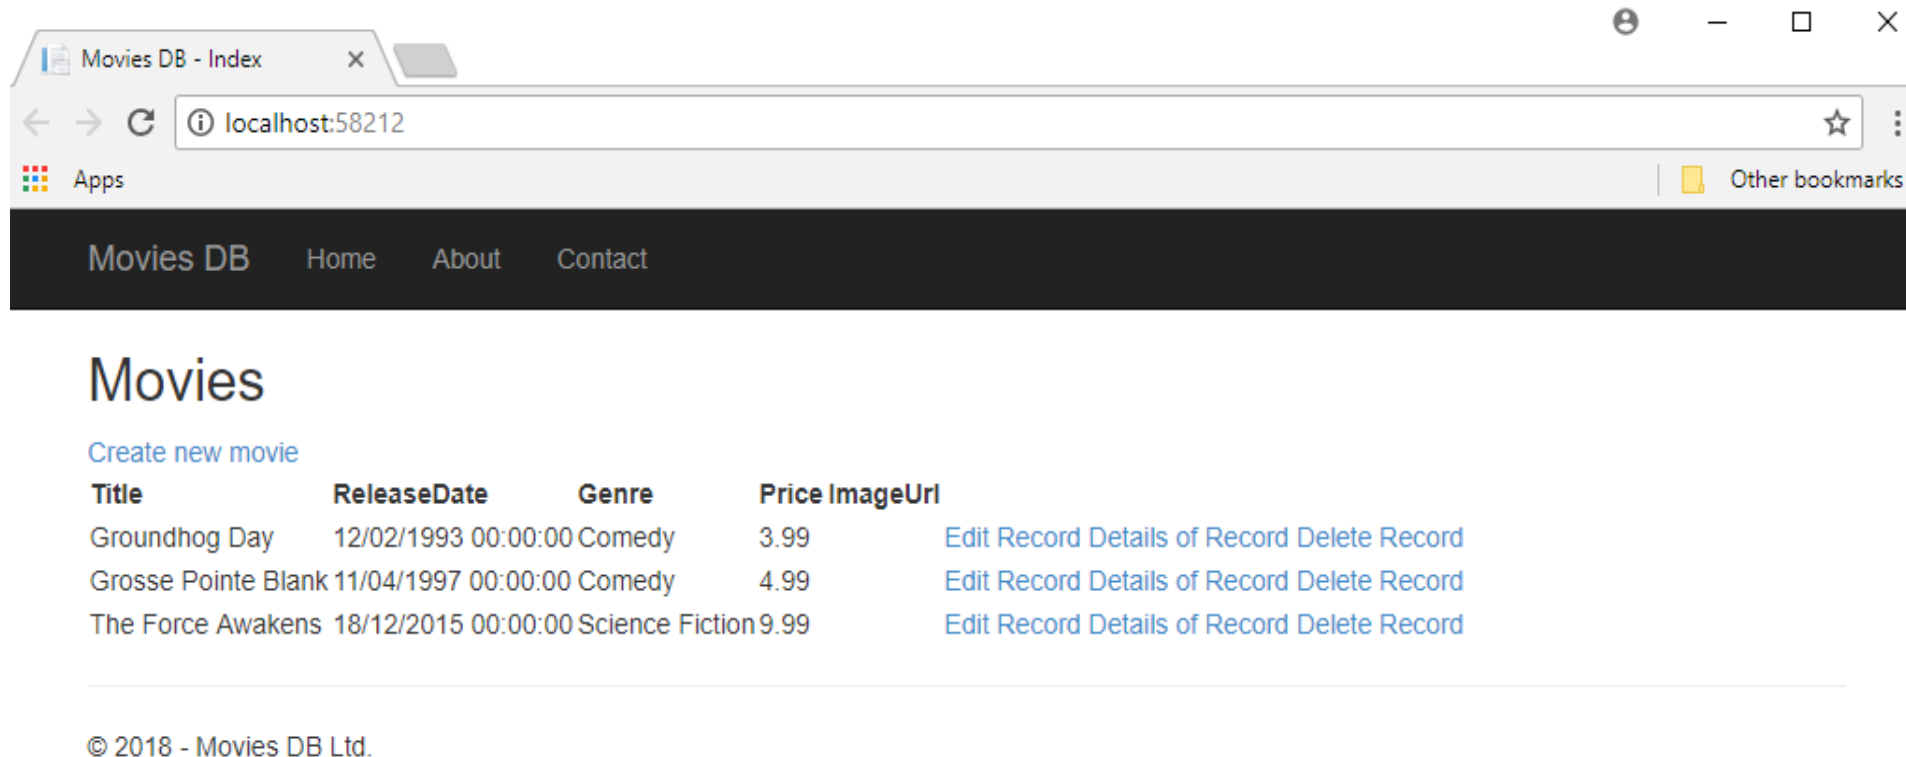 Movies DB - Index
localhost:58212
Apps
Other bookmarks
Movies DB Home About Contact
Movies
Create new movie
Title ReleaseDate Genre Price ImageUrl
Groundhog Day 12/02/1993 00:00:00 Comedy 3.99 Edit Record Details of Record Delete Record
Grosse Pointe Blank 11/04/1997 00:00:00 Comedy 4.99 Edit Record Details of Record Delete Record
The Force Awakens 18/12/2015 00:00:00 Science Fiction 9.99 Edit Record Details of Record Delete Record
© 2018 - Movies DB Ltd.